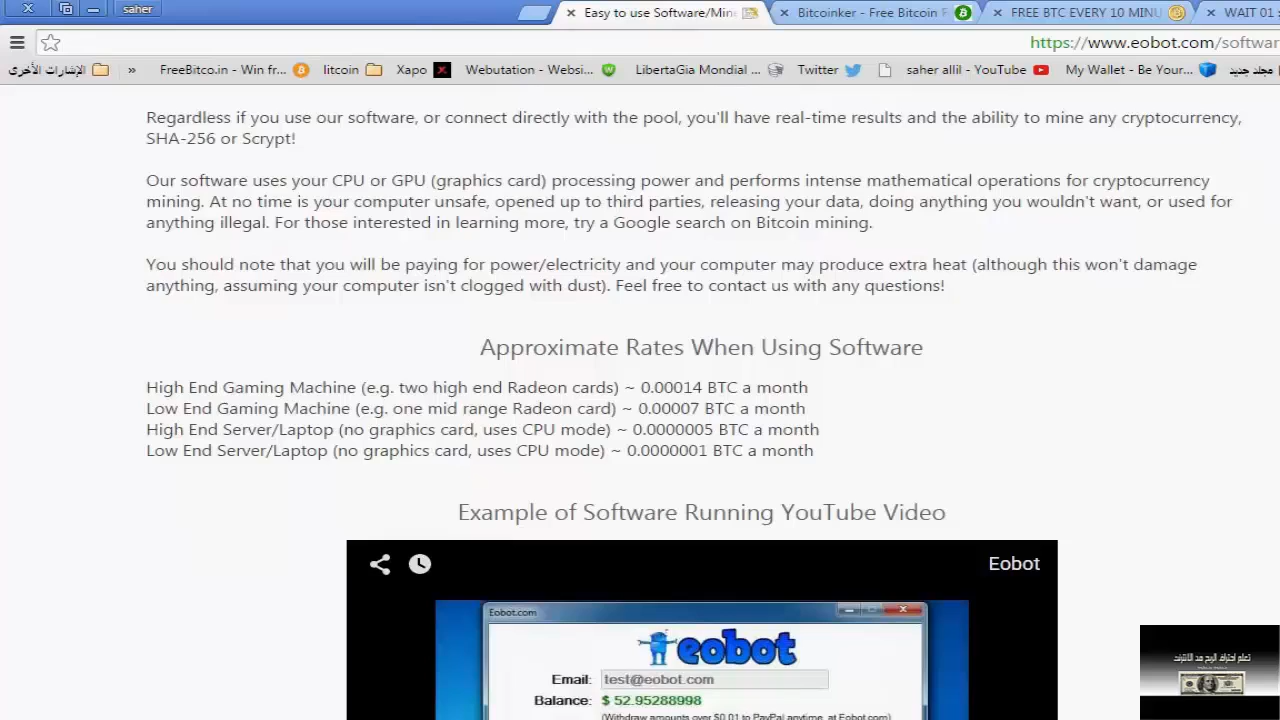 saher
Easy to use Software/Min
Bitcoinker - Free Bitcoin F
FREE BTC EVERY 10 MINU
WAIT 01 :
https://www.eobot.com/softwar
الإشارات الأخرى
»
FreeBitco.in - Win fr...
litcoin
Xapo
Webutation - Websi...
LibertaGia Mondial ...
Twitter
saher allil - YouTube
My Wallet - Be Your...
مجلد جديد
Regardless if you use our software, or connect directly with the pool, you'll have real-time results and the ability to mine any cryptocurrency,
SHA-256 or Scrypt!
Our software uses your CPU or GPU (graphics card) processing power and performs intense mathematical operations for cryptocurrency
mining. At no time is your computer unsafe, opened up to third parties, releasing your data, doing anything you wouldn't want, or used for
anything illegal. For those interested in learning more, try a Google search on Bitcoin mining.
You should note that you will be paying for power/electricity and your computer may produce extra heat (although this won't damage
anything, assuming your computer isn't clogged with dust). Feel free to contact us with any questions!
Approximate Rates When Using Software
High End Gaming Machine (e.g. two high end Radeon cards) ~ 0.00014 BTC a month
Low End Gaming Machine (e.g. one mid range Radeon card) ~ 0.00007 BTC a month
High End Server/Laptop (no graphics card, uses CPU mode) ~ 0.0000005 BTC a month
Low End Server/Laptop (no graphics card, uses CPU mode) ~ 0.0000001 BTC a month
Example of Software Running YouTube Video
Eobot
Eobot.com
eobot
Email: test@eobot.com
Balance: $ 52.95288998
(Withdraw amounts over $0.01 to PayPal anytime, at Eobot.com)
تعلم احتراف الربح مند الانترنت